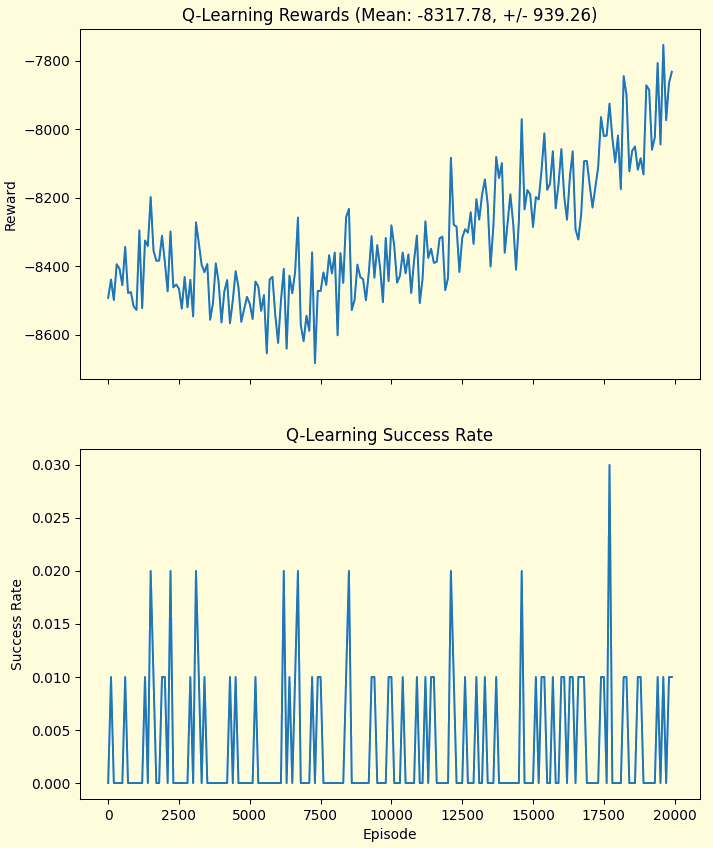 Q-Learning Rewards (Mean: -8317.78, +/- 939.26)
−7800
−8000
−8200
−8400
−8600
Reward
Q-Learning Success Rate
0.030
0.025
0.020
0.015
0.010
0.005
0.000
Success Rate
0 2500 5000 7500 10000 12500 15000 17500 20000
Episode